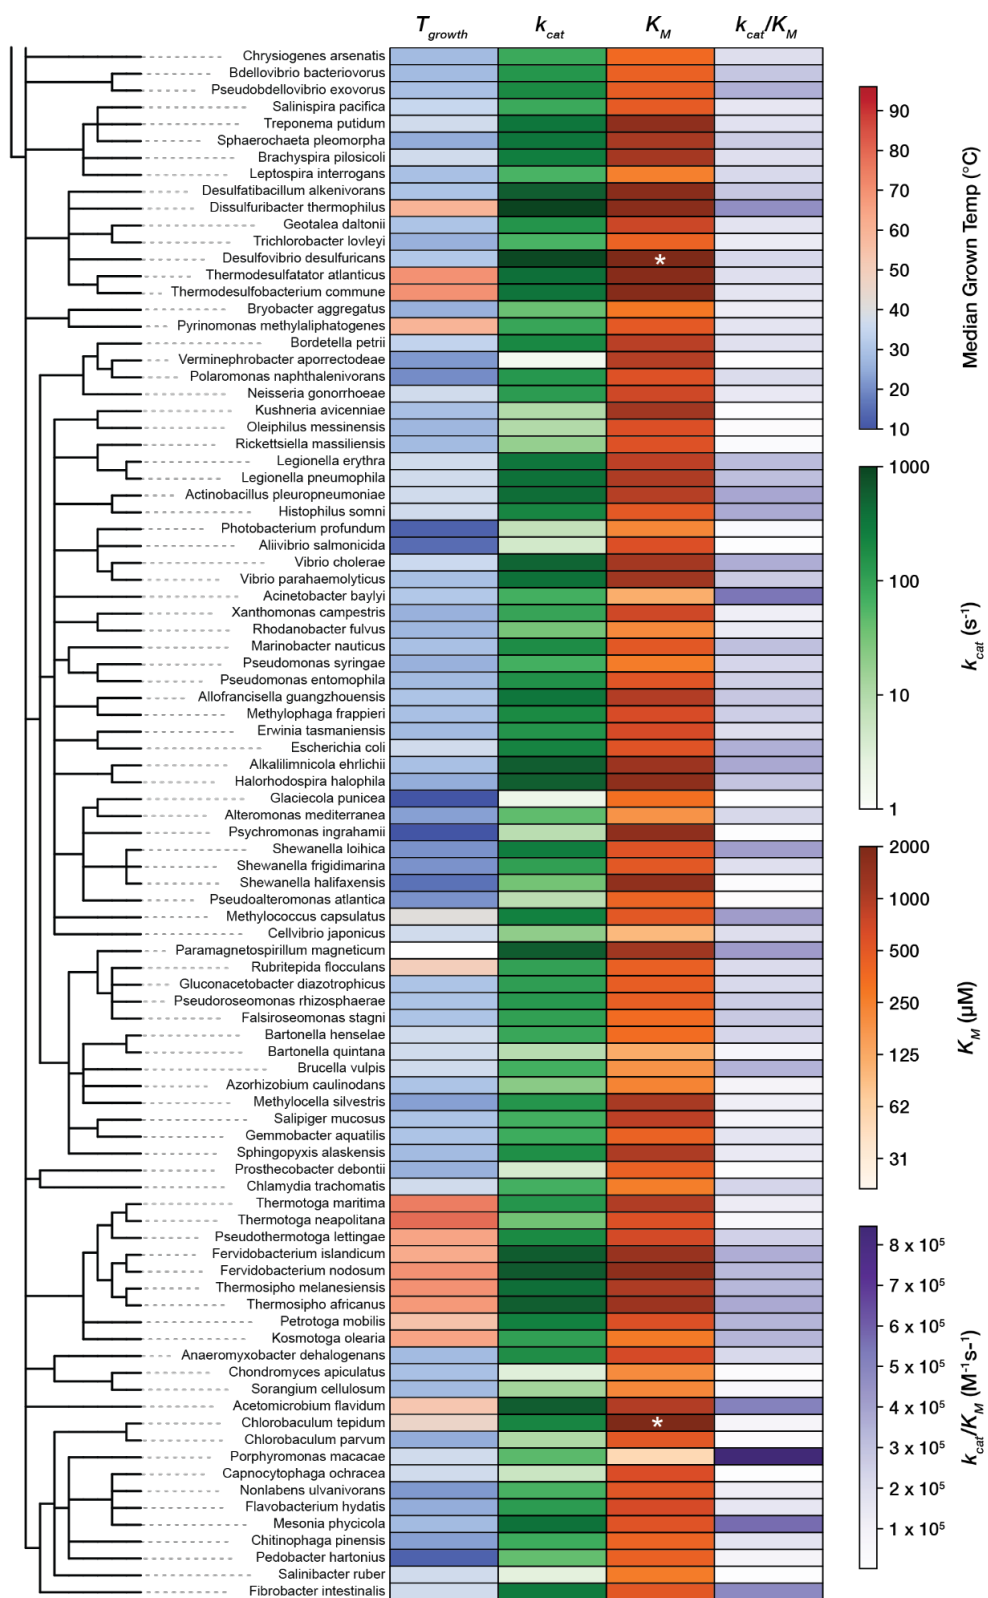 T_growth k_cat K_M k_cat/K_M
Chrysiogenes arsenatis
Bdellovibrio bacteriovorus
Pseudobdellovibrio exovorus
Salinispira pacifica
Treponema putidum
Sphaerochaeta pleomorpha
Brachyspira pilosicoli
Leptospira interrogans
Desulfatibacillum alkenivorans
Dissulfuribacter thermophilus
Geotalea daltonii
Trichlorobacter lovleyi
Desulfovibrio desulfuricans *
Thermodesulfatator atlanticus
Thermodesulfobacterium commune
Bryobacter aggregatus
Pyrinomonas methylaliphatogenes
Bordetella petrii
Verminephrobacter aporrectodeae
Polaromonas naphthalenivorans
Neisseria gonorrhoeae
Kushneria avicenniae
Oleiphilus messinensis
Rickettsiella massiliensis
Legionella erythra
Legionella pneumophila
Actinobacillus pleuropneumoniae
Histophilus somni
Photobacterium profundum
Aliivibrio salmonicida
Vibrio cholerae
Vibrio parahaemolyticus
Acinetobacter baylyi
Xanthomonas campestris
Rhodanobacter fulvus
Marinobacter nauticus
Pseudomonas syringae
Pseudomonas entomophila
Allofrancisella guangzhouensis
Methylophaga frappieri
Erwinia tasmaniensis
Escherichia coli
Alkalilimnicola ehrlichii
Halorhodospira halophila
Glaciecola punicea
Alteromonas mediterranea
Psychromonas ingrahamii
Shewanella loihica
Shewanella frigidimarina
Shewanella halifaxensis
Pseudoalteromonas atlantica
Methylococcus capsulatus
Cellvibrio japonicus
Paramagnetospirillum magneticum
Rubritepida flocculans
Gluconacetobacter diazotrophicus
Pseudoroseomonas rhizosphaerae
Falsiroseomonas stagni
Bartonella henselae
Bartonella quintana
Brucella vulpis
Azorhizobium caulinodans
Methylocella silvestris
Salipiger mucosus
Gemmobacter aquatilis
Sphingopyxis alaskensis
Prosthecobacter debontii
Chlamydia trachomatis
Thermotoga maritima
Thermotoga neapolitana
Pseudothermotoga lettingae
Fervidobacterium islandicum
Fervidobacterium nodosum
Thermosipho melanesiensis
Thermosipho africanus
Petrotoga mobilis
Kosmotoga olearia
Anaeromyxobacter dehalogenans
Chondromyces apiculatus
Sorangium cellulosum
Acetomicrobium flavidum
Chlorobaculum tepidum *
Chlorobaculum parvum
Porphyromonas macacae
Capnocytophaga ochracea
Nonlabens ulvanivorans
Flavobacterium hydatis
Mesonia phycicola
Chitinophaga pinensis
Pedobacter hartonius
Salinibacter ruber
Fibrobacter intestinalis
90
80
70
60
50
40
30
20
10
Median Grown Temp (°C)
1000
100
10
1
k_cat (s⁻¹)
2000
1000
500
250
125
62
31
K_M (µM)
8 x 10⁵
7 x 10⁵
6 x 10⁵
5 x 10⁵
4 x 10⁵
3 x 10⁵
2 x 10⁵
1 x 10⁵
k_cat/K_M (M⁻¹s⁻¹)